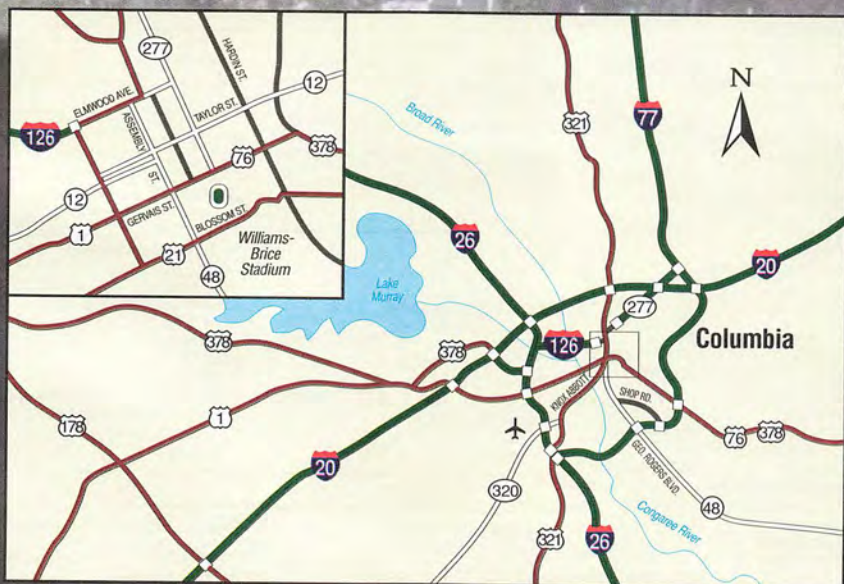 277
12
ELMWOOD AVE.
HARDIN ST.
TAYLOR ST.
126
ASSEMBLY ST.
76
378
12
GERVAIS ST.
BLOSSOM ST.
1
21
48
Williams-
Brice
Stadium
77
N
321
Broad River
26
20
Lake
Murray
277
Columbia
126
378
378
KNOX ABBOTT
SHOP RD.
178
1
76
378
20
320
GEO. ROGERS BLVD.
48
321
26
Congaree River